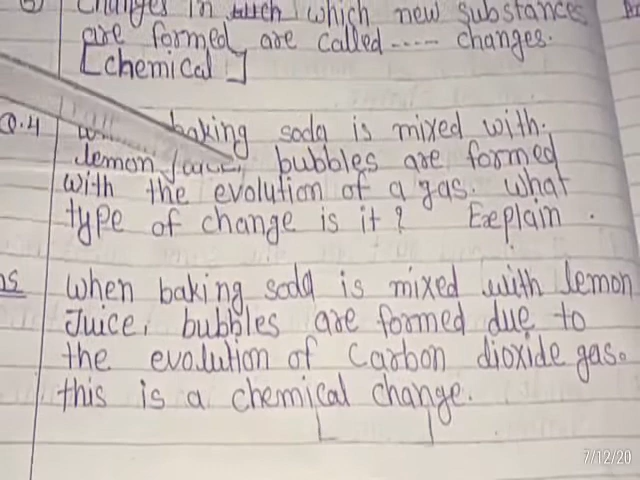 Changes in which new substances
are formed are called ---- changes.
[chemical]
Q.4 baking soda is mixed with.
lemon bubbles are formed
with the evolution of a gas. What
type of change is it? Explain.
ns When baking soda is mixed with lemon
Juice, bubbles are formed due to
the evolution of Carbon dioxide gas.
this is a chemical change.
7/12/20